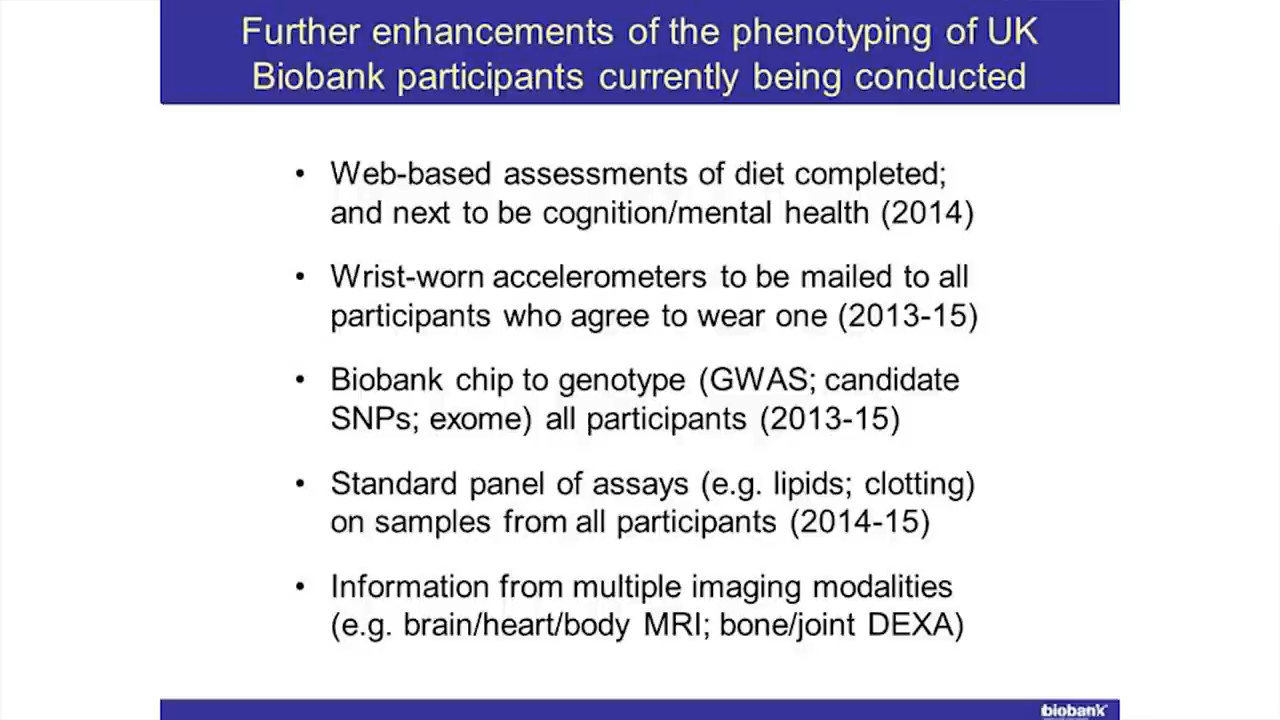 Further enhancements of the phenotyping of UK
Biobank participants currently being conducted
• Web-based assessments of diet completed;
and next to be cognition/mental health (2014)
• Wrist-worn accelerometers to be mailed to all
participants who agree to wear one (2013-15)
• Biobank chip to genotype (GWAS; candidate
SNPs; exome) all participants (2013-15)
• Standard panel of assays (e.g. lipids; clotting)
on samples from all participants (2014-15)
• Information from multiple imaging modalities
(e.g. brain/heart/body MRI; bone/joint DEXA)
biobank